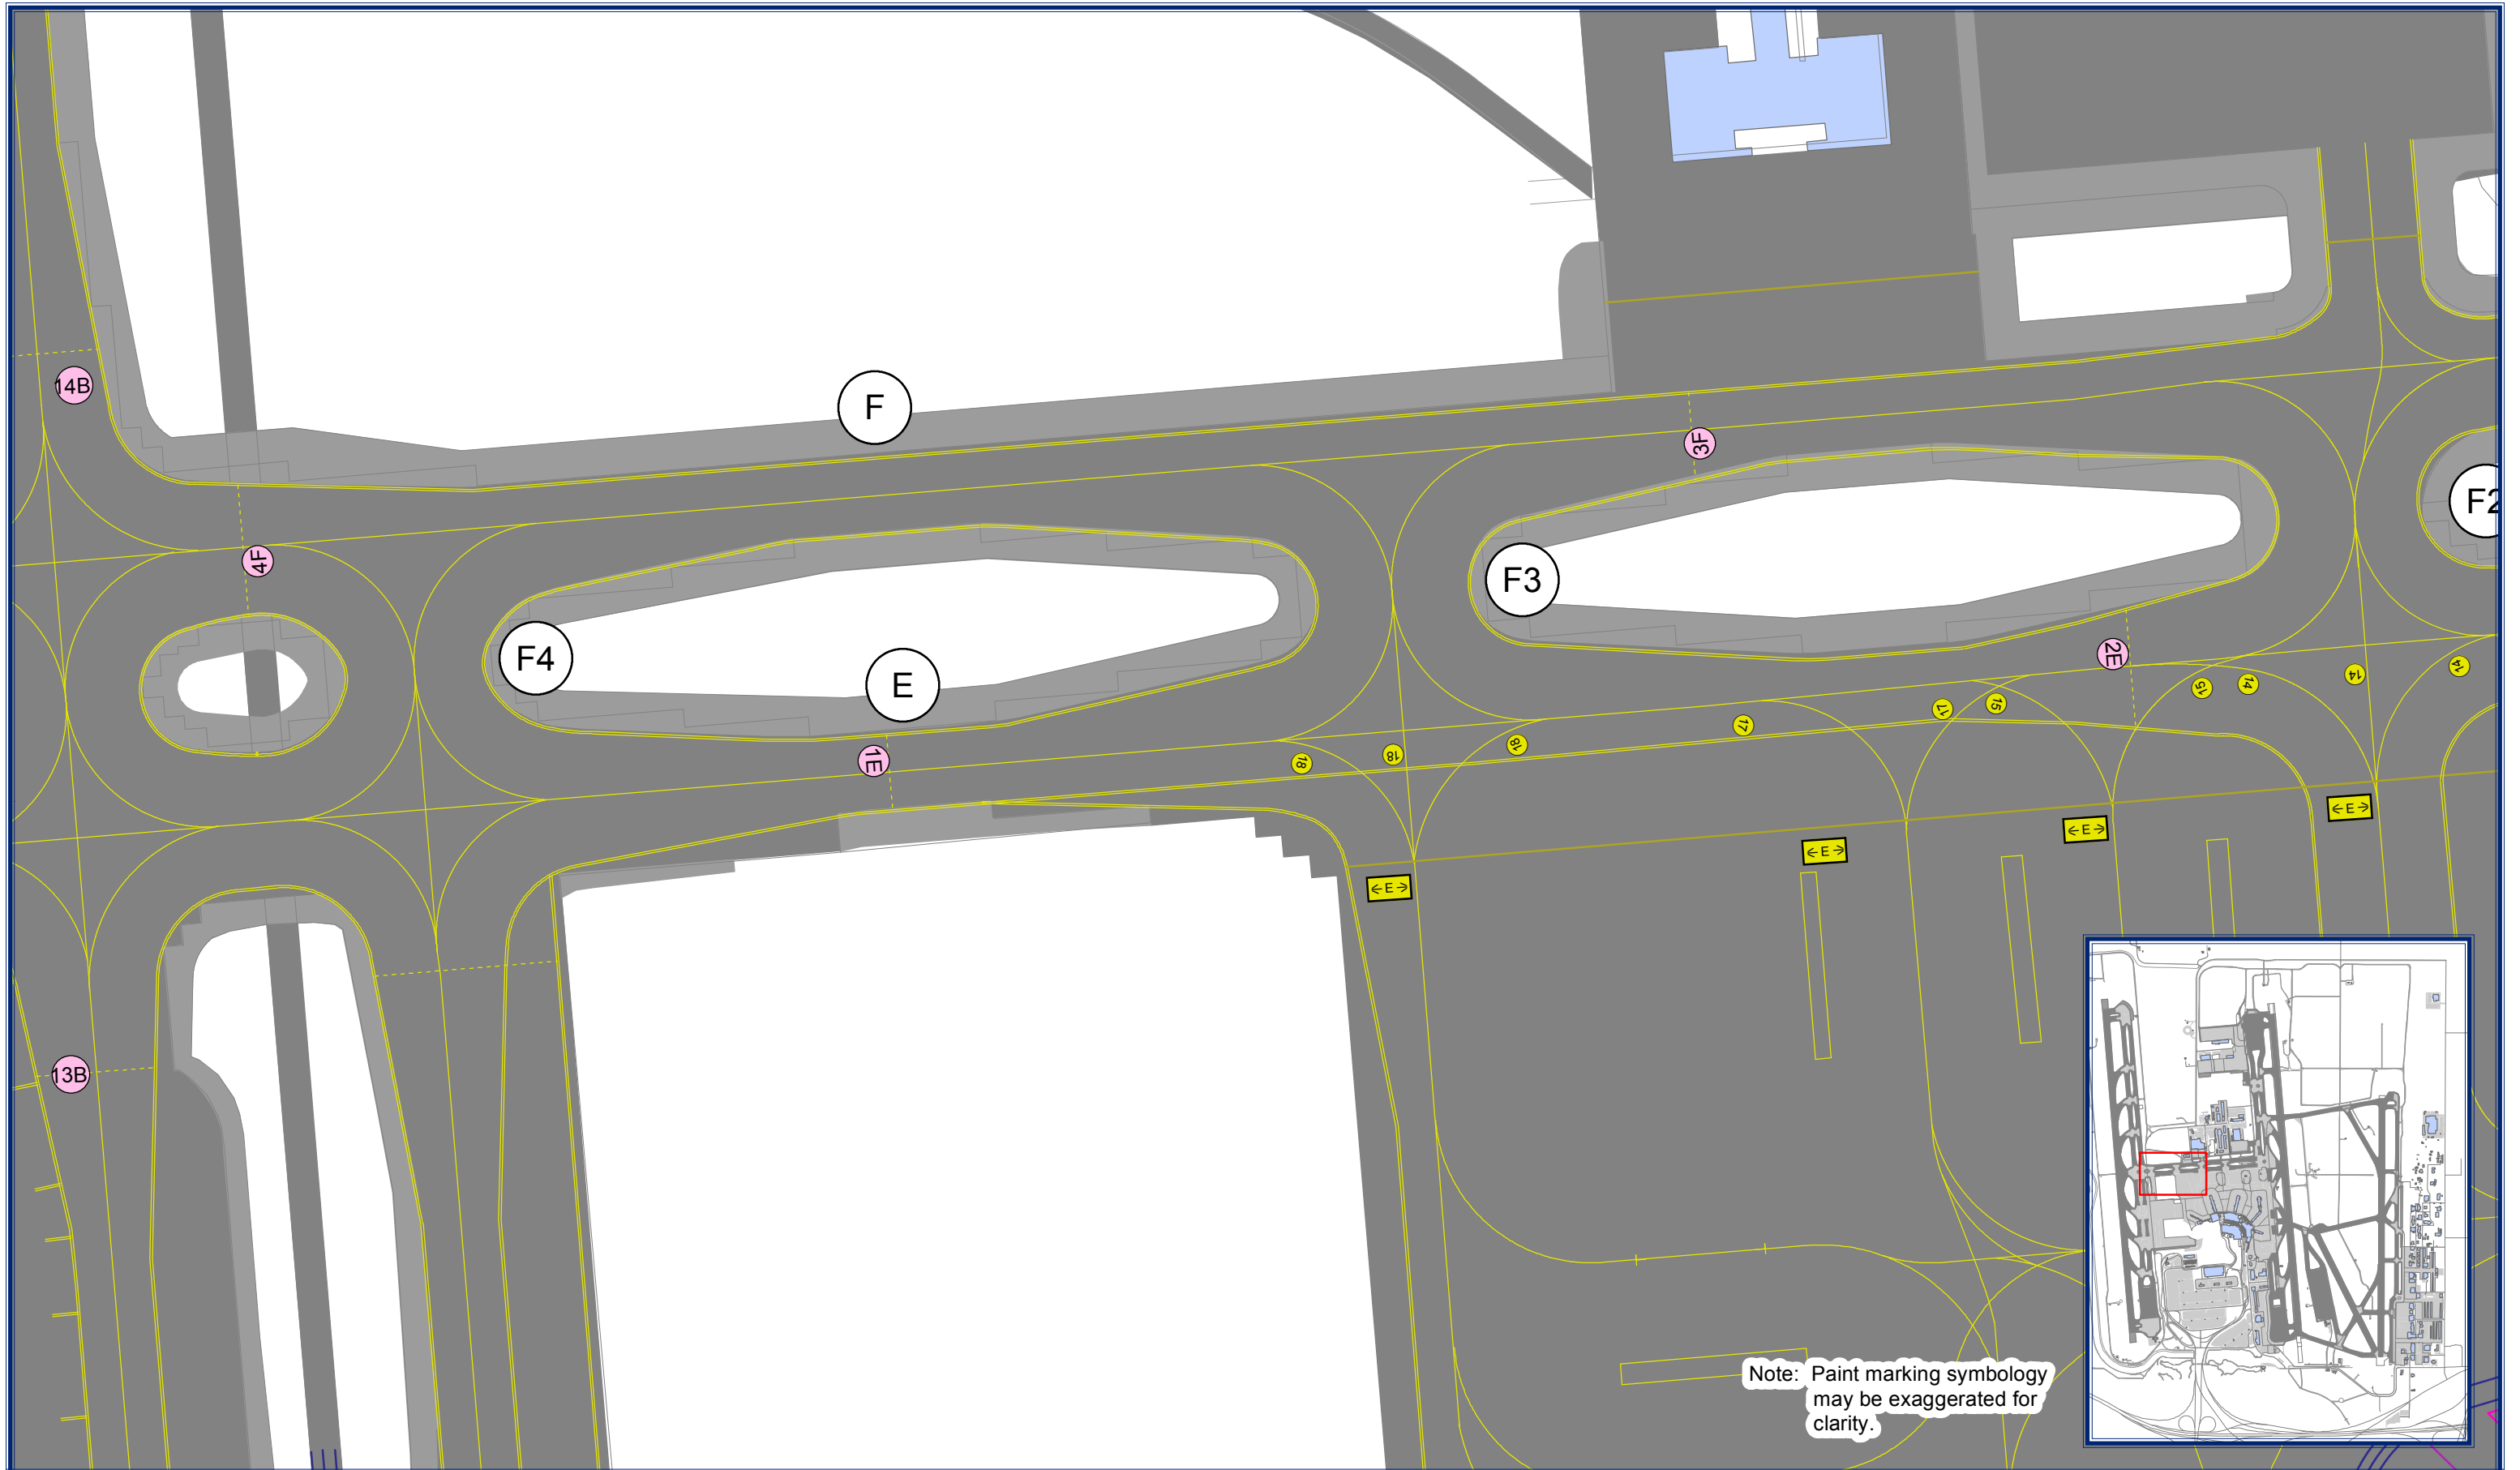 14B
F
3F
F2
4F
F3
F4
E
2E
1E
14
14
14
15
15
17
17
18
18
18
←E→
←E→
←E→
←E→
13B
Note: Paint marking symbology
may be exaggerated for
clarity.